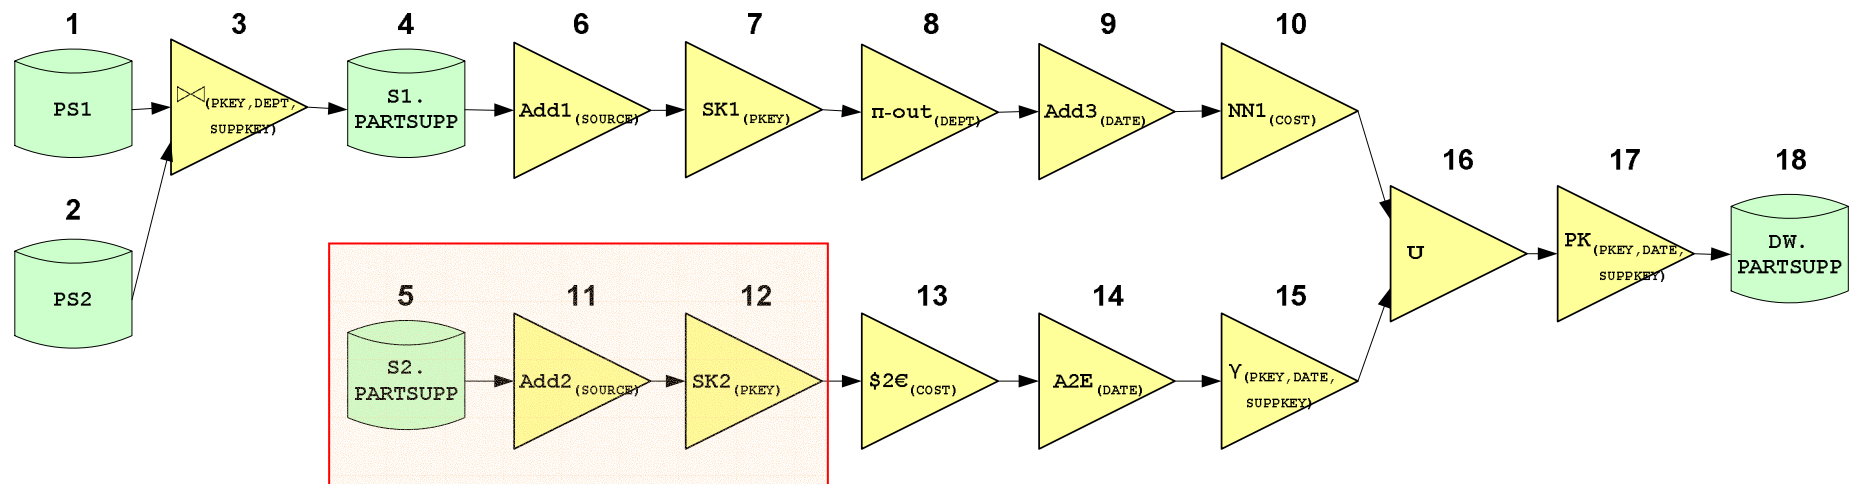 1
3
4
6
7
8
9
10
PS1
⋈(PKEY,DEPT,
SUPPKEY)
S1.
PARTSUPP
Add1(SOURCE)
SK1(PKEY)
π-out(DEPT)
Add3(DATE)
NN1(COST)
2
PS2
16
17
18
U
PK(PKEY,DATE,
SUPPKEY)
DW.
PARTSUPP
5
11
12
13
14
15
S2.
PARTSUPP
Add2(SOURCE)
SK2(PKEY)
$2€(COST)
A2E(DATE)
γ(PKEY,DATE,
SUPPKEY)